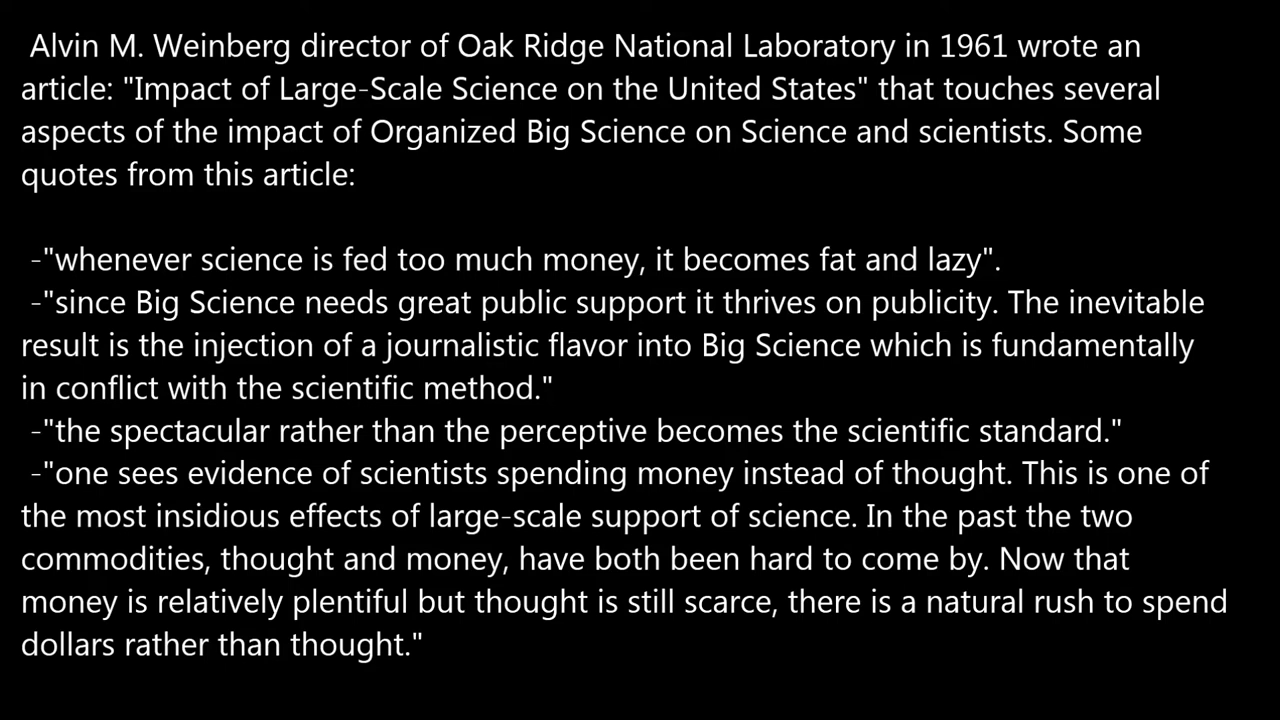 Alvin M. Weinberg director of Oak Ridge National Laboratory in 1961 wrote an
article: "Impact of Large-Scale Science on the United States" that touches several
aspects of the impact of Organized Big Science on Science and scientists. Some
quotes from this article:
-"whenever science is fed too much money, it becomes fat and lazy".
-"since Big Science needs great public support it thrives on publicity. The inevitable
result is the injection of a journalistic flavor into Big Science which is fundamentally
in conflict with the scientific method."
-"the spectacular rather than the perceptive becomes the scientific standard."
-"one sees evidence of scientists spending money instead of thought. This is one of
the most insidious effects of large-scale support of science. In the past the two
commodities, thought and money, have both been hard to come by. Now that
money is relatively plentiful but thought is still scarce, there is a natural rush to spend
dollars rather than thought."